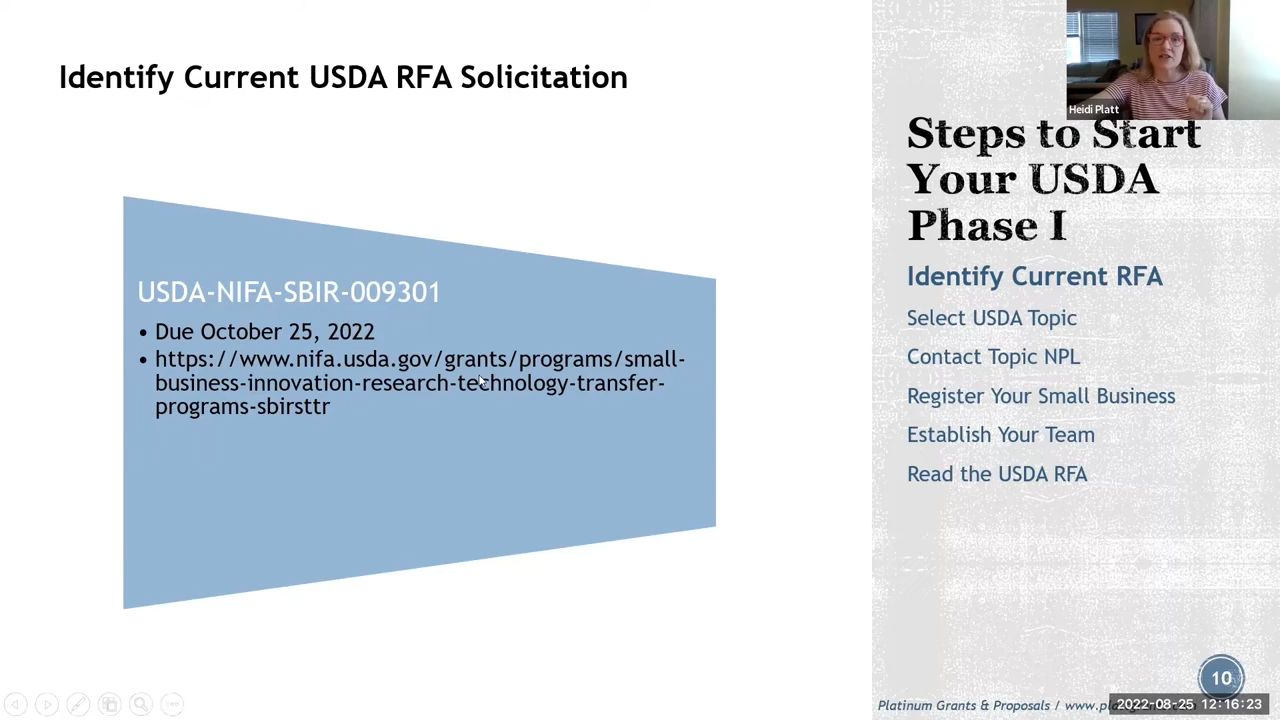 Identify Current USDA RFA Solicitation
USDA-NIFA-SBIR-009301
• Due October 25, 2022
• https://www.nifa.usda.gov/grants/programs/small-
business-innovation-research-technology-transfer-
programs-sbirsttr
Heidi Platt
Steps to Start
Your USDA
Phase I
Identify Current RFA
Select USDA Topic
Contact Topic NPL
Register Your Small Business
Establish Your Team
Read the USDA RFA
10
Platinum Grants & Proposals /
2022-08-25 12:16:23